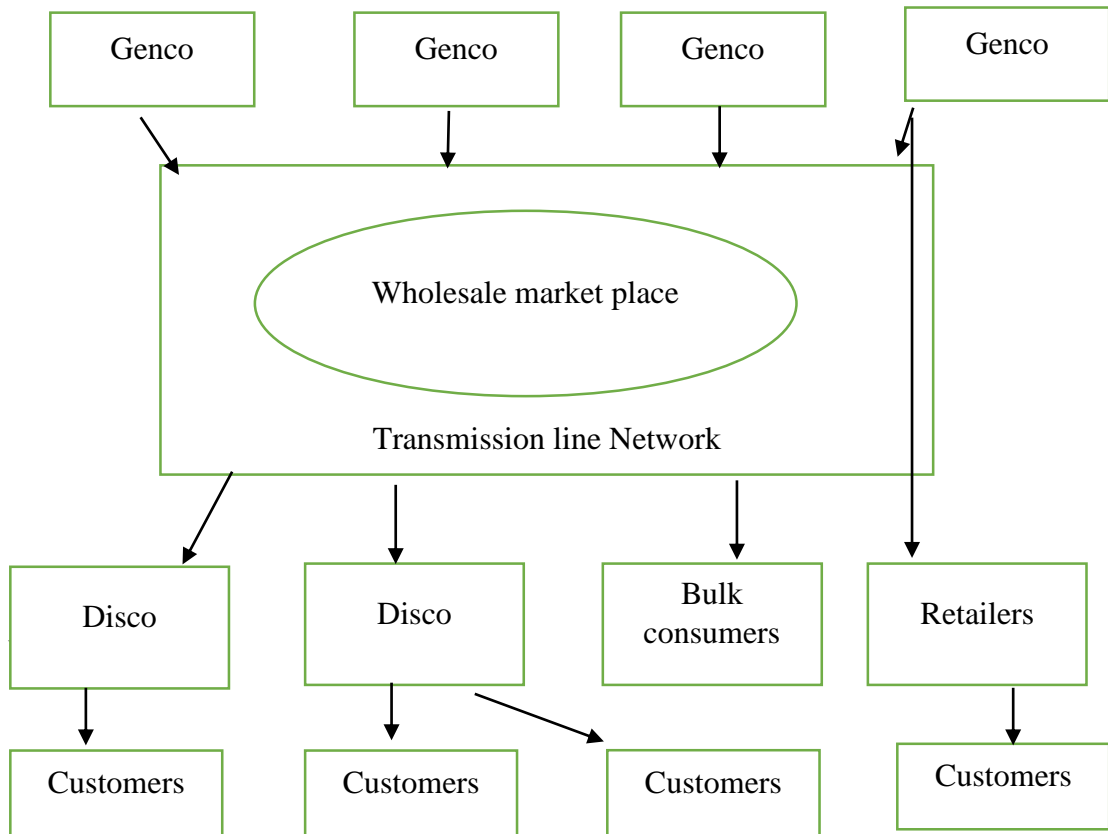 Genco
Genco
Genco
Genco
Wholesale market place
Transmission line Network
Disco
Disco
Bulk
consumers
Retailers
Customers
Customers
Customers
Customers